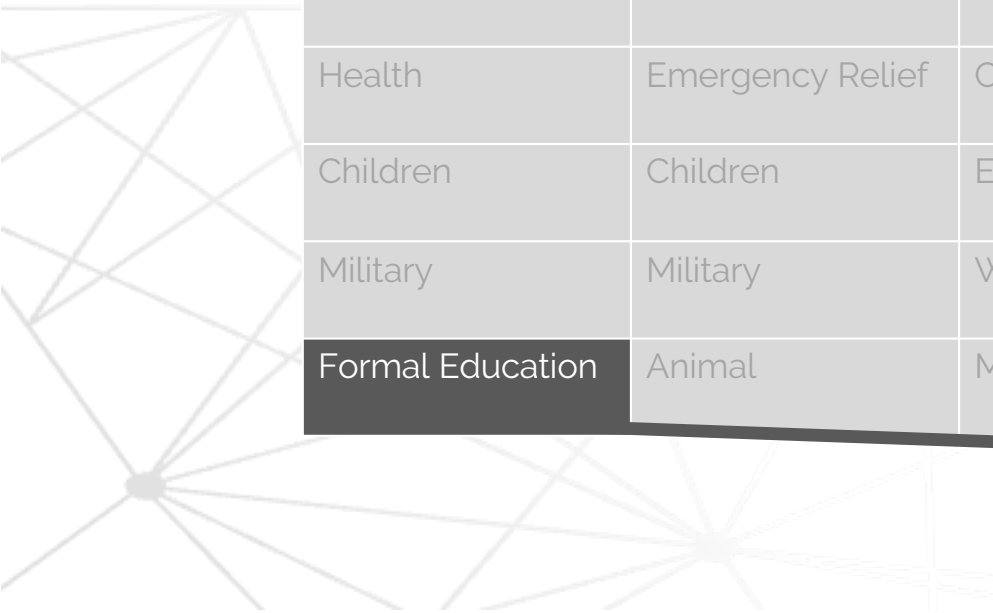 Health Emergency Relief
Children Children
Military Military
Formal Education Animal